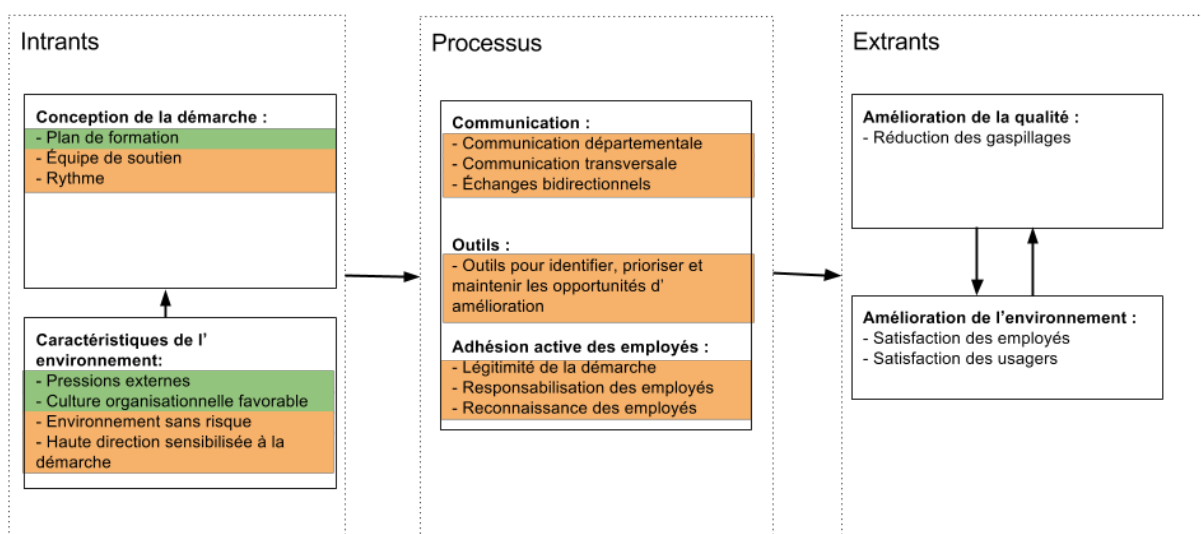 Intrants
Conception de la démarche :
- Plan de formation
- Équipe de soutien
- Rythme
Caractéristiques de l'
environnement:
- Pressions externes
- Culture organisationnelle favorable
- Environnement sans risque
- Haute direction sensibilisée à la
démarche
Processus
Communication :
- Communication départementale
- Communication transversale
- Échanges bidirectionnels
Outils :
- Outils pour identifier, prioriser et
maintenir les opportunités d'
amélioration
Adhésion active des employés :
- Légitimité de la démarche
- Responsabilisation des employés
- Reconnaissance des employés
Extrants
Amélioration de la qualité :
- Réduction des gaspillages
Amélioration de l'environnement :
- Satisfaction des employés
- Satisfaction des usagers